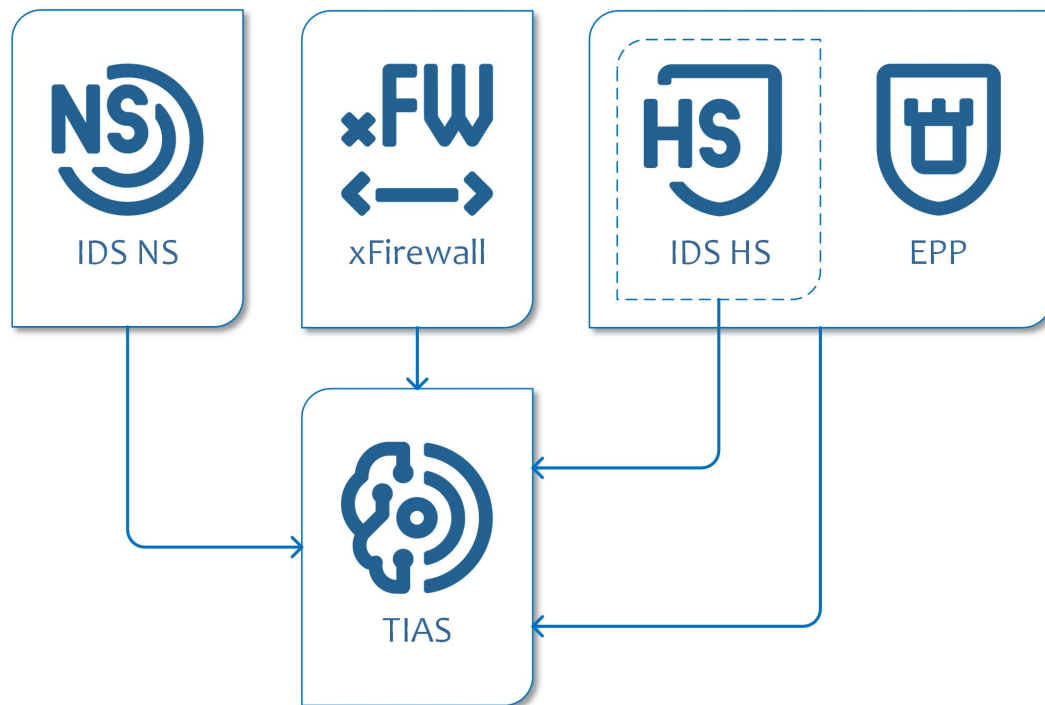 NS
IDS NS
xFW
xFirewall
HS
IDS HS
EPP
TIAS